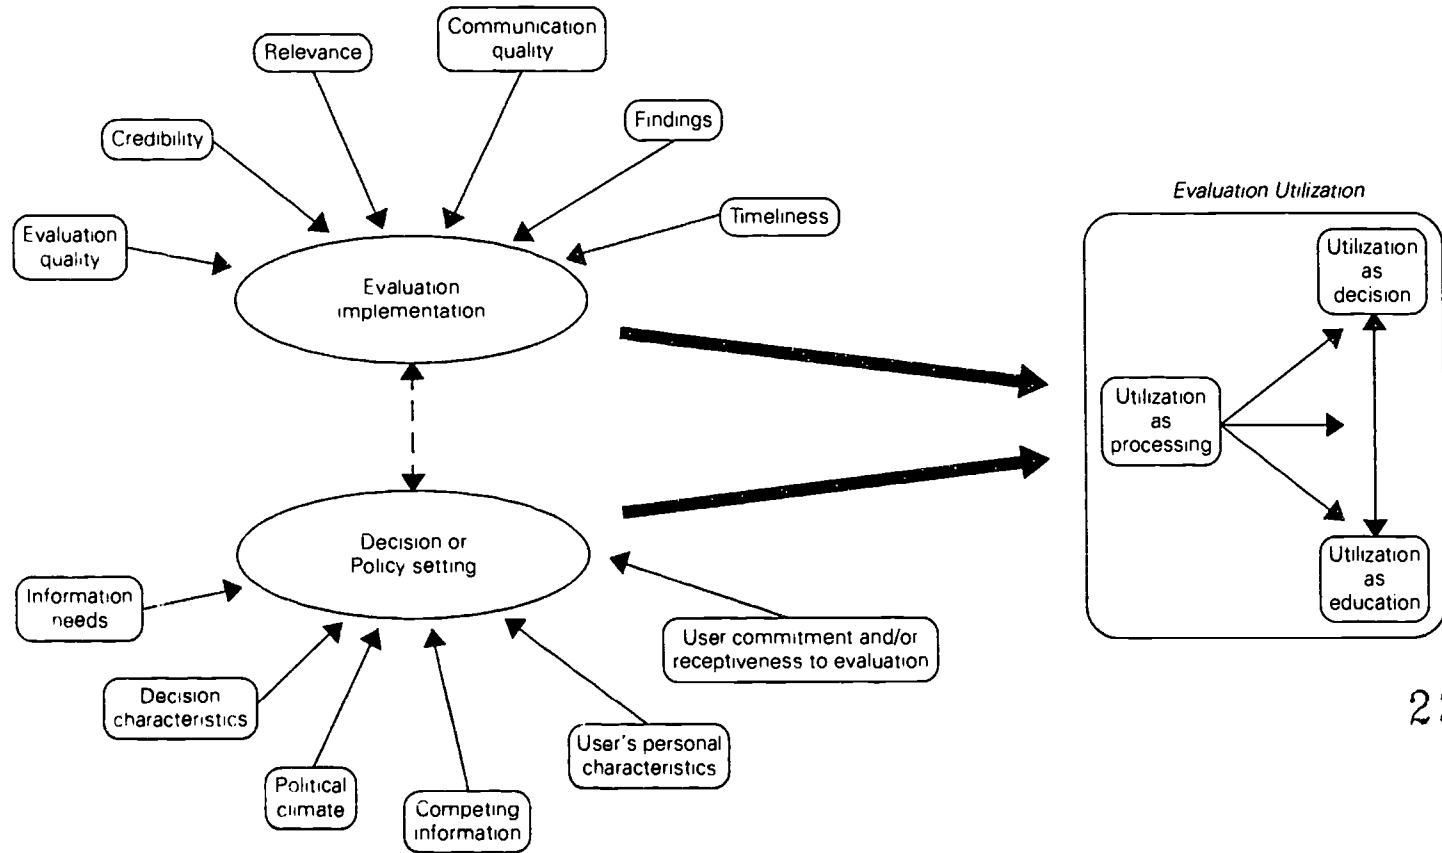 Communication
quality
Relevance
Findings
Credibility
Timeliness
Evaluation
quality
Evaluation
implementation
Evaluation Utilization
Utilization
as
decision
Utilization
as
processing
Utilization
as
education
Decision or
Policy setting
Information
needs
User commitment and/or
receptiveness to evaluation
Decision
characteristics
User's personal
characteristics
Political
climate
Competing
information